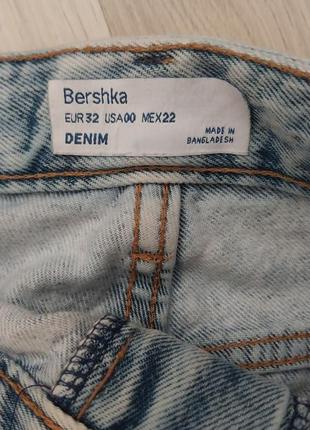 Bershka
EUR32 USA00 MEX22
DENIM
MADE IN
BANGLADESH